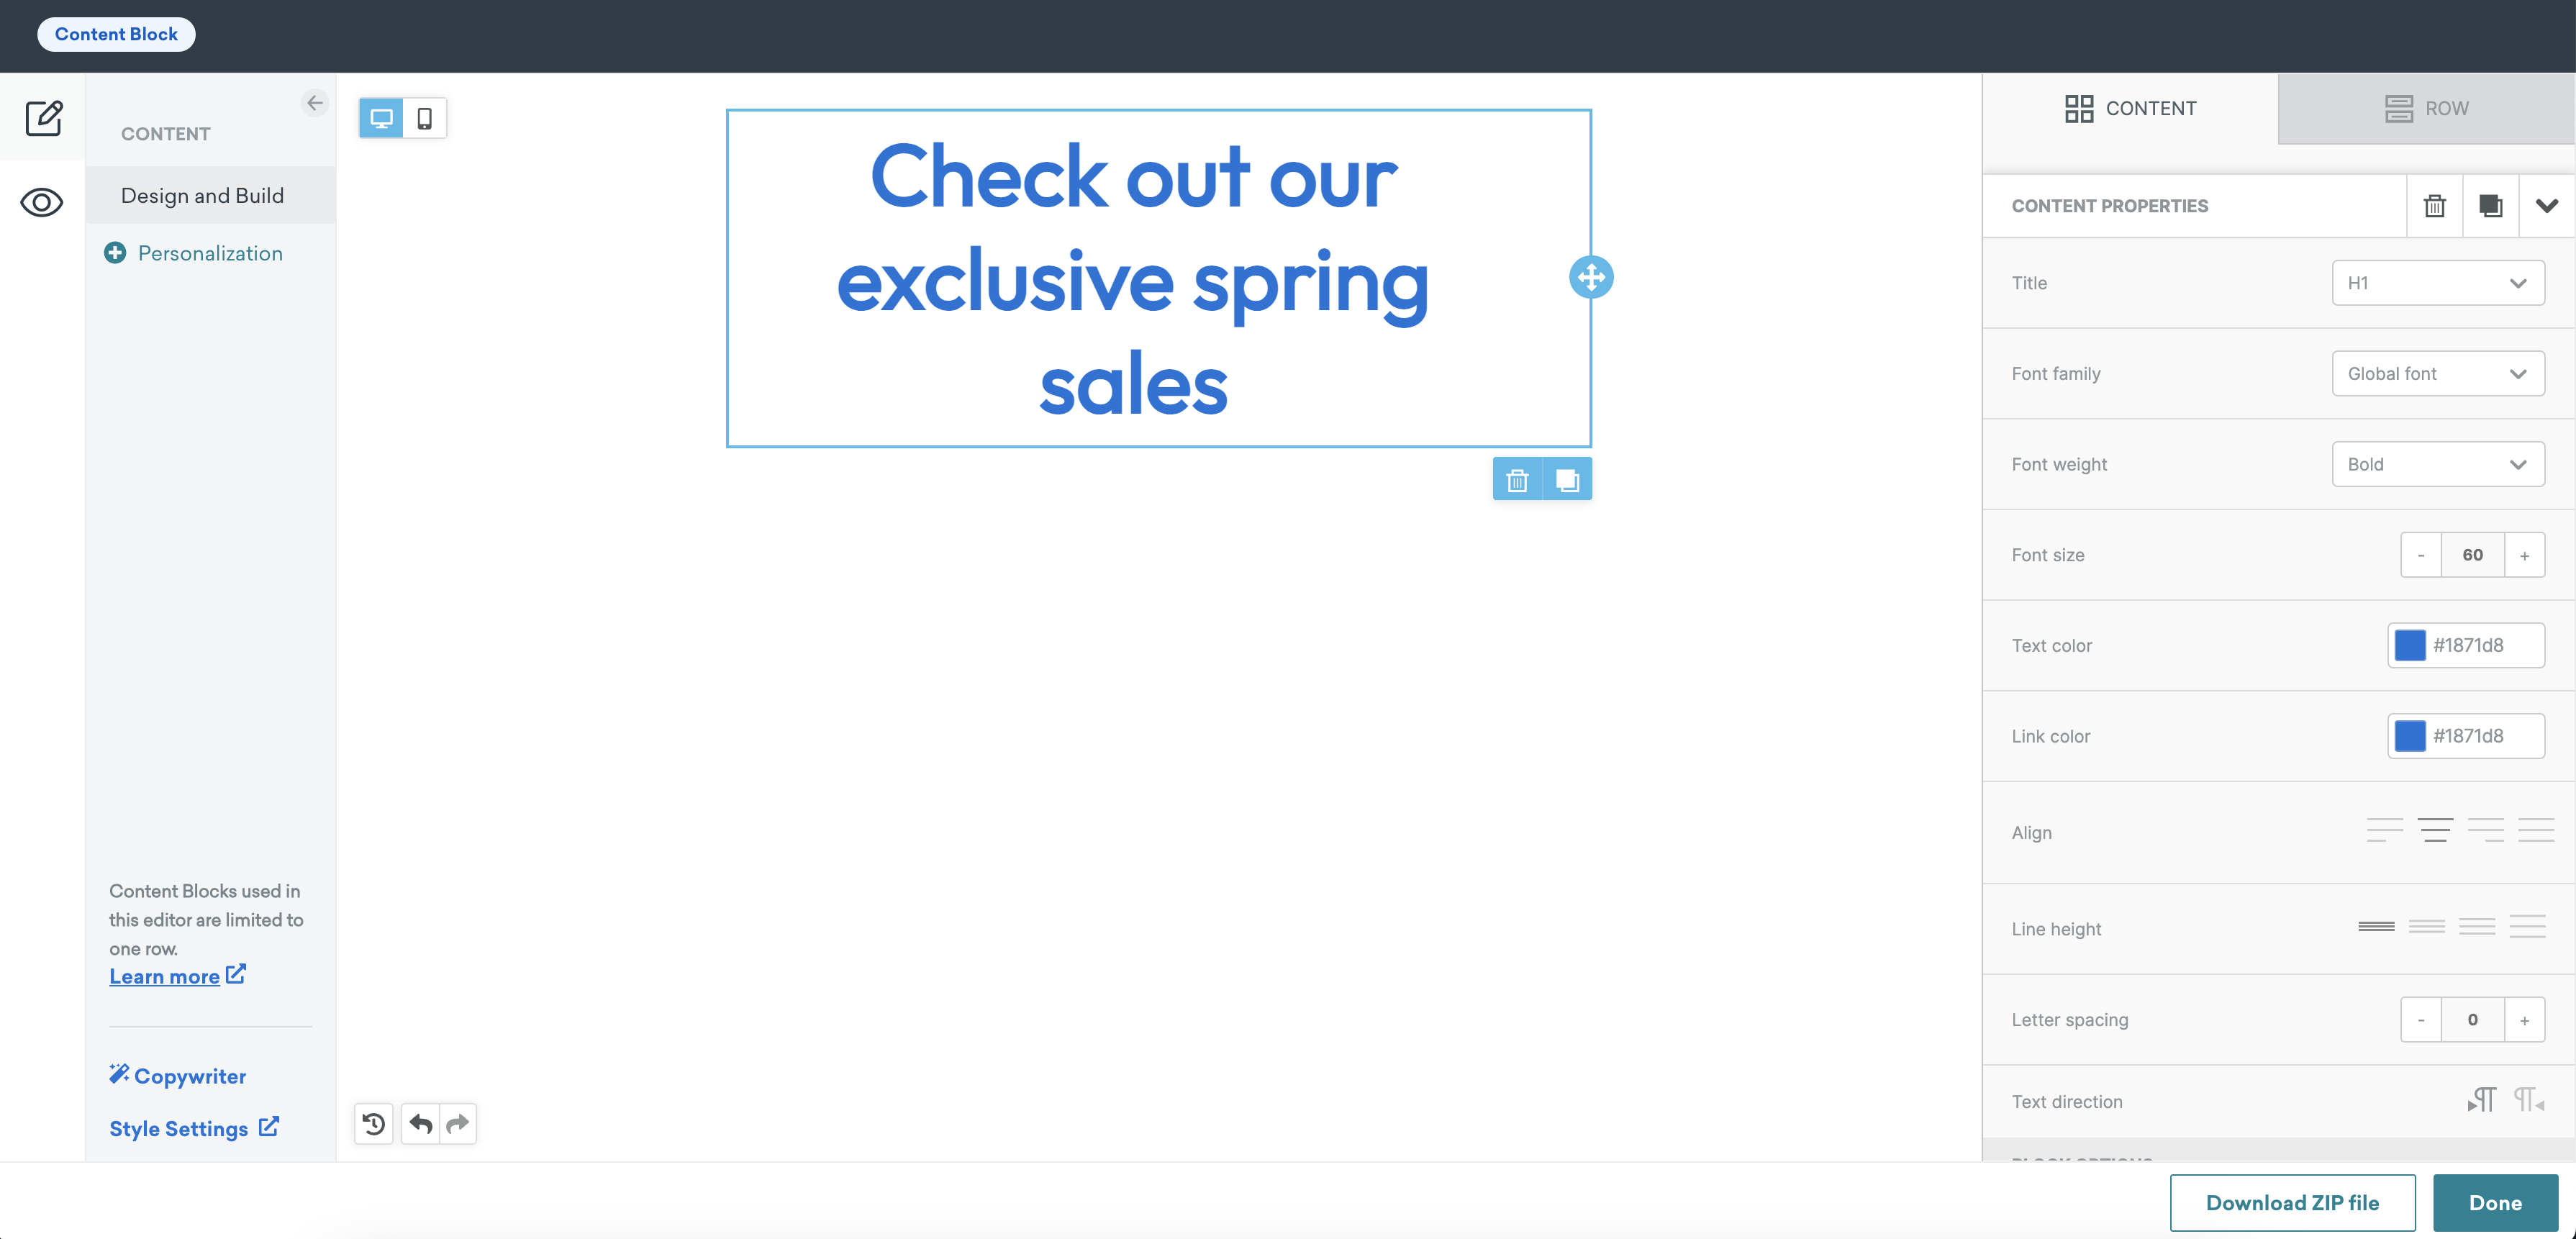 Content Block
CONTENT
Design and Build
Personalization
Content Blocks used in
this editor are limited to
one row.
Learn more
Copywriter
Style Settings
Check out our
exclusive spring
sales
CONTENT
ROW
CONTENT PROPERTIES
Title
H1
Font family
Global font
Font weight
Bold
Font size
- 60 +
Text color
#1871d8
Link color
#1871d8
Align
Line height
Letter spacing
- 0 +
Text direction
BLOCK OPTIONS
Download ZIP file
Done